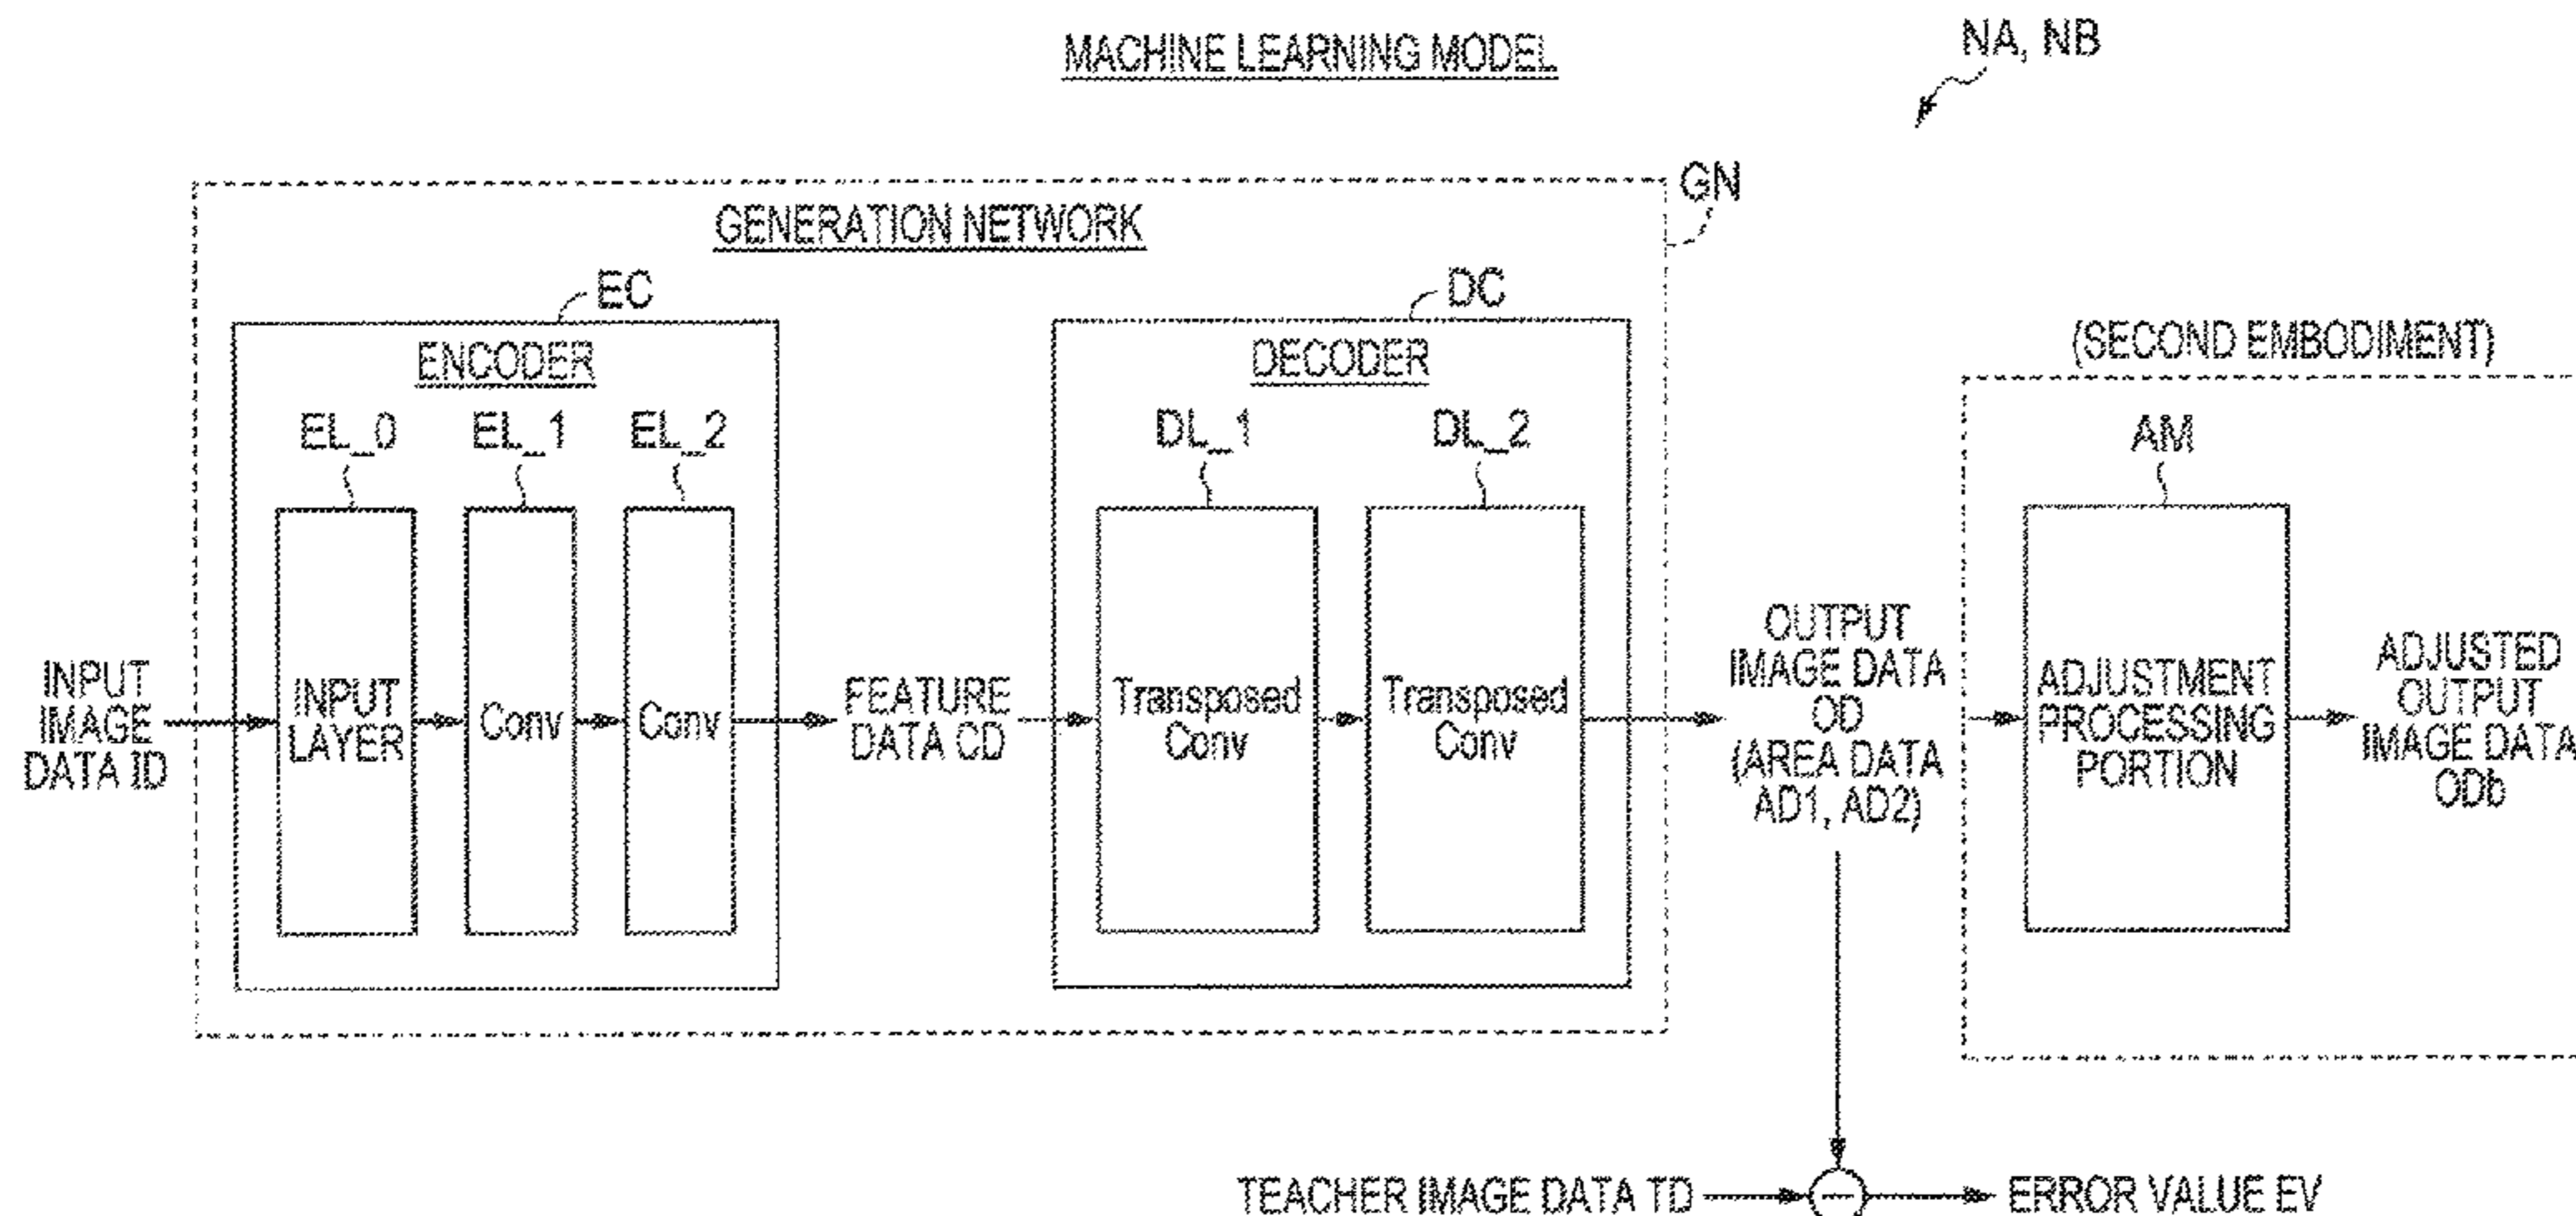 MACHINE LEARNING MODEL
NA, NB
GN
GENERATION NETWORK
EC
DC
ENCODER
DECODER
(SECOND EMBODIMENT)
EL_0
EL_1
EL_2
DL_1
DL_2
AM
INPUT
IMAGE
DATA ID
INPUT
LAYER
Conv
Conv
FEATURE
DATA CD
Transposed
Conv
Transposed
Conv
OUTPUT
IMAGE DATA
OD
(AREA DATA
AD1, AD2)
ADJUSTMENT
PROCESSING
PORTION
ADJUSTED
OUTPUT
IMAGE DATA
ODb
TEACHER IMAGE DATA TD
ERROR VALUE EV